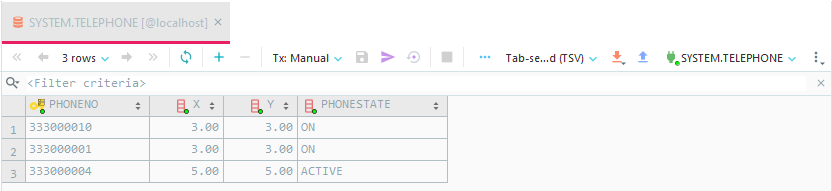 SYSTEM.TELEPHONE [@localhost] ×
3 rows Tx: Manual Tab-se...d (TSV) SYSTEM.TELEPHONE
<Filter criteria>
PHONENO X Y PHONESTATE
1 333000010 3.00 3.00 ON
2 333000001 3.00 3.00 ON
3 333000004 5.00 5.00 ACTIVE